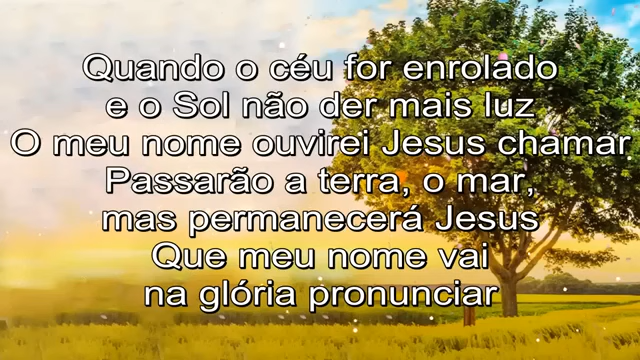 Quando o céu for enrolado
e o Sol não der mais luz
O meu nome ouvirei Jesus chamar
Passarão a terra, o mar,
mas permanecerá Jesus
Que meu nome vai
na glória pronunciar